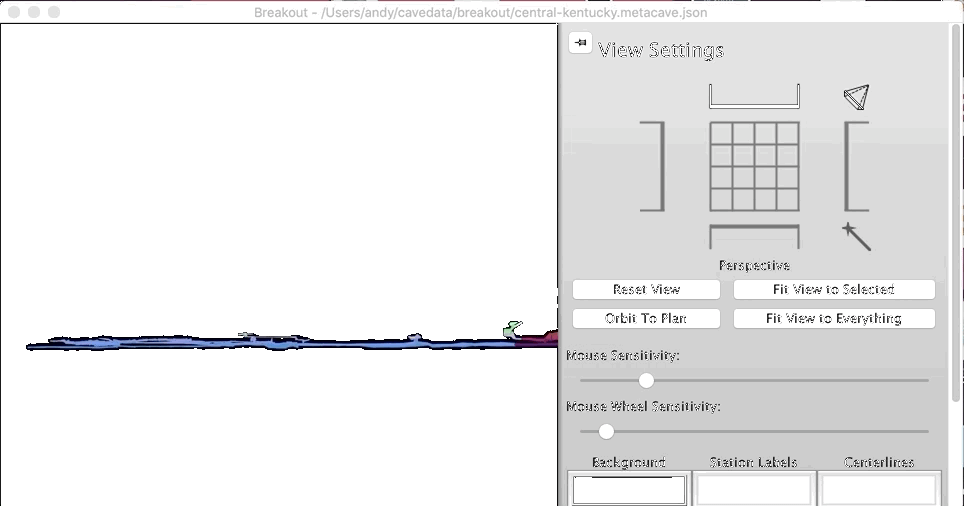 Breakout - /Users/andy/cavedata/breakout/central-kentucky.metacave.json
View Settings
Perspective
Reset View
Fit View to Selected
Orbit To Plan
Fit View to Everything
Mouse Sensitivity:
Mouse Wheel Sensitivity:
Background
Station Labels
Centerlines